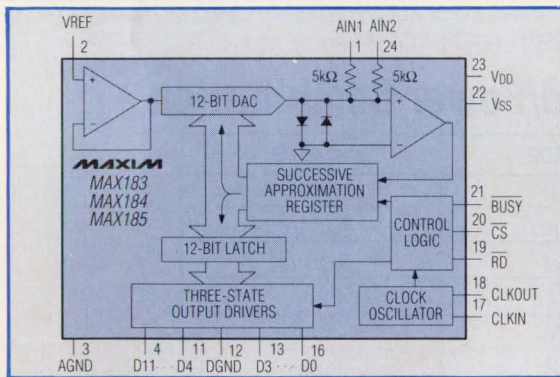 VREF
2
AIN1 AIN2
1 24
5kΩ 5kΩ
23
VDD
22
VSS
12-BIT DAC
+
−
+
−
MAXIM
MAX183
MAX184
MAX185
SUCCESSIVE
APPROXIMATION
REGISTER
12-BIT LATCH
THREE-STATE
OUTPUT DRIVERS
CONTROL
LOGIC
CLOCK
OSCILLATOR
21
BUSY
20
CS
19
RD
18
CLKOUT
17
CLKIN
3 4 11 12 13 16
AGND D11 ··· D4 DGND D3 ··· D0